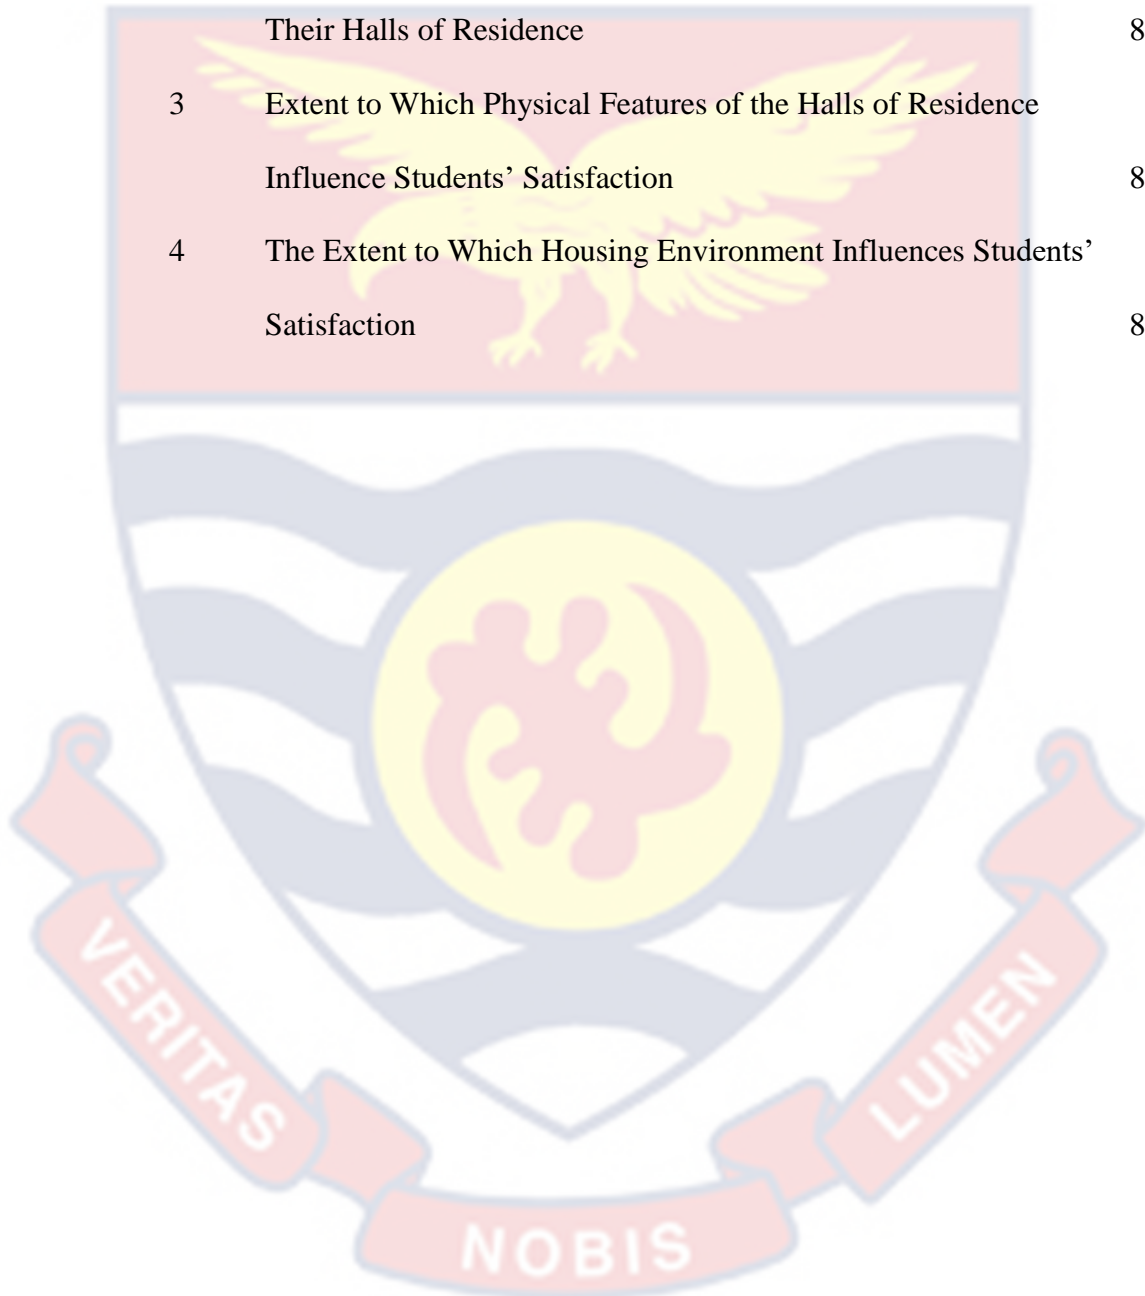 Their Halls of Residence 8
3 Extent to Which Physical Features of the Halls of Residence
Influence Students’ Satisfaction 8
4 The Extent to Which Housing Environment Influences Students’
Satisfaction 8
VERITAS
NOBIS
LUMEN